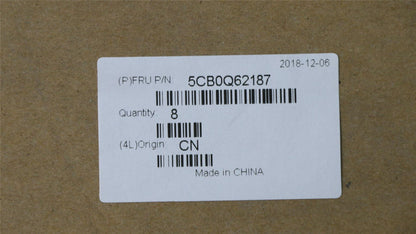 2018-12-06
(P)FRU P/N: 5CB0Q62187
Quantity: 8
(4L)Origin: CN
Made in CHINA